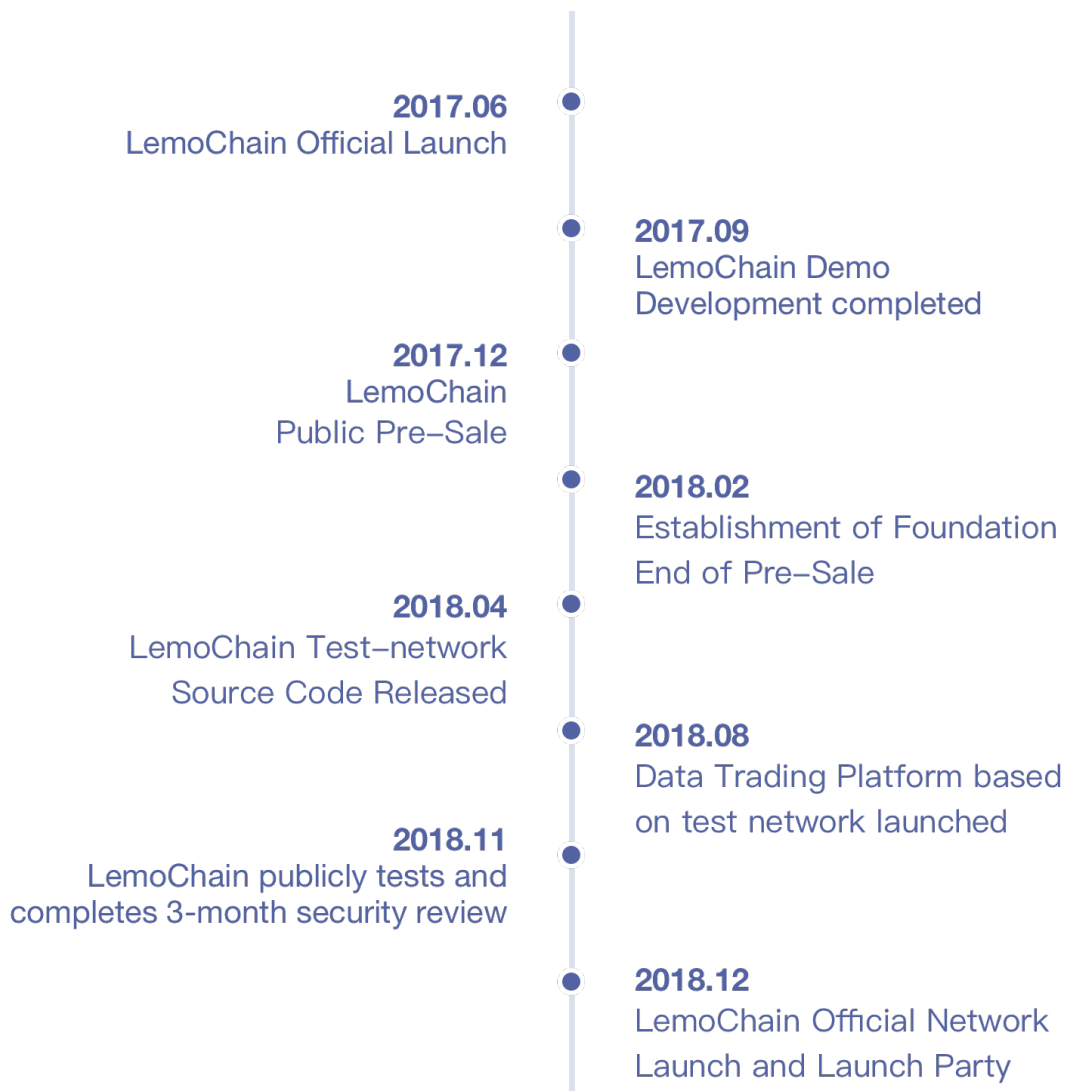 2017.06
LemoChain Official Launch
2017.09
LemoChain Demo
Development completed
2017.12
LemoChain
Public Pre–Sale
2018.02
Establishment of Foundation
End of Pre–Sale
2018.04
LemoChain Test–network
Source Code Released
2018.08
Data Trading Platform based
on test network launched
2018.11
LemoChain publicly tests and
completes 3-month security review
2018.12
LemoChain Official Network
Launch and Launch Party